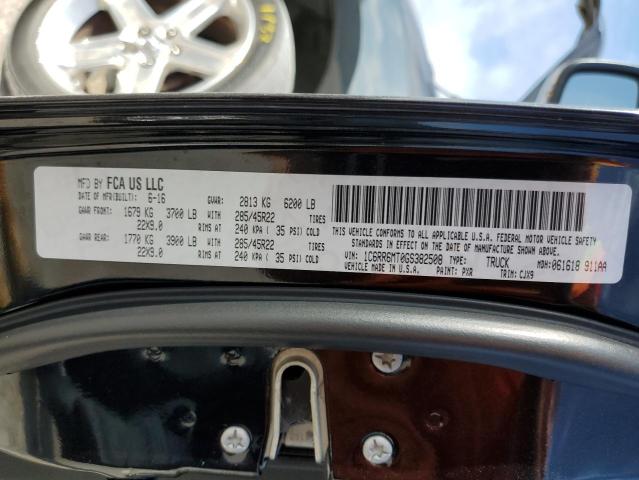 MFD BY FCA US LLC
DATE OF MFR(BUILT): 6-16 GVWR: 2813 KG 6200 LB
GAWR FRONT: 1679 KG 3700 LB WITH 285/45R22 TIRES
22X9.0 RIMS AT 240 KPA ( 35 PSI) COLD
GAWR REAR: 1770 KG 3900 LB WITH 285/45R22 TIRES
22X9.0 RIMS AT 240 KPA ( 35 PSI) COLD
THIS VEHICLE CONFORMS TO ALL APPLICABLE U.S.A. FEDERAL MOTOR VEHICLE SAFETY
STANDARDS IN EFFECT ON THE DATE OF MANUFACTURE SHOWN ABOVE.
VIN: 1C6RR6MT0GS382508 TYPE: TRUCK MDH: 061618 911AA
VEHICLE MADE IN U.S.A. PAINT: PXR TRIM: CJX9